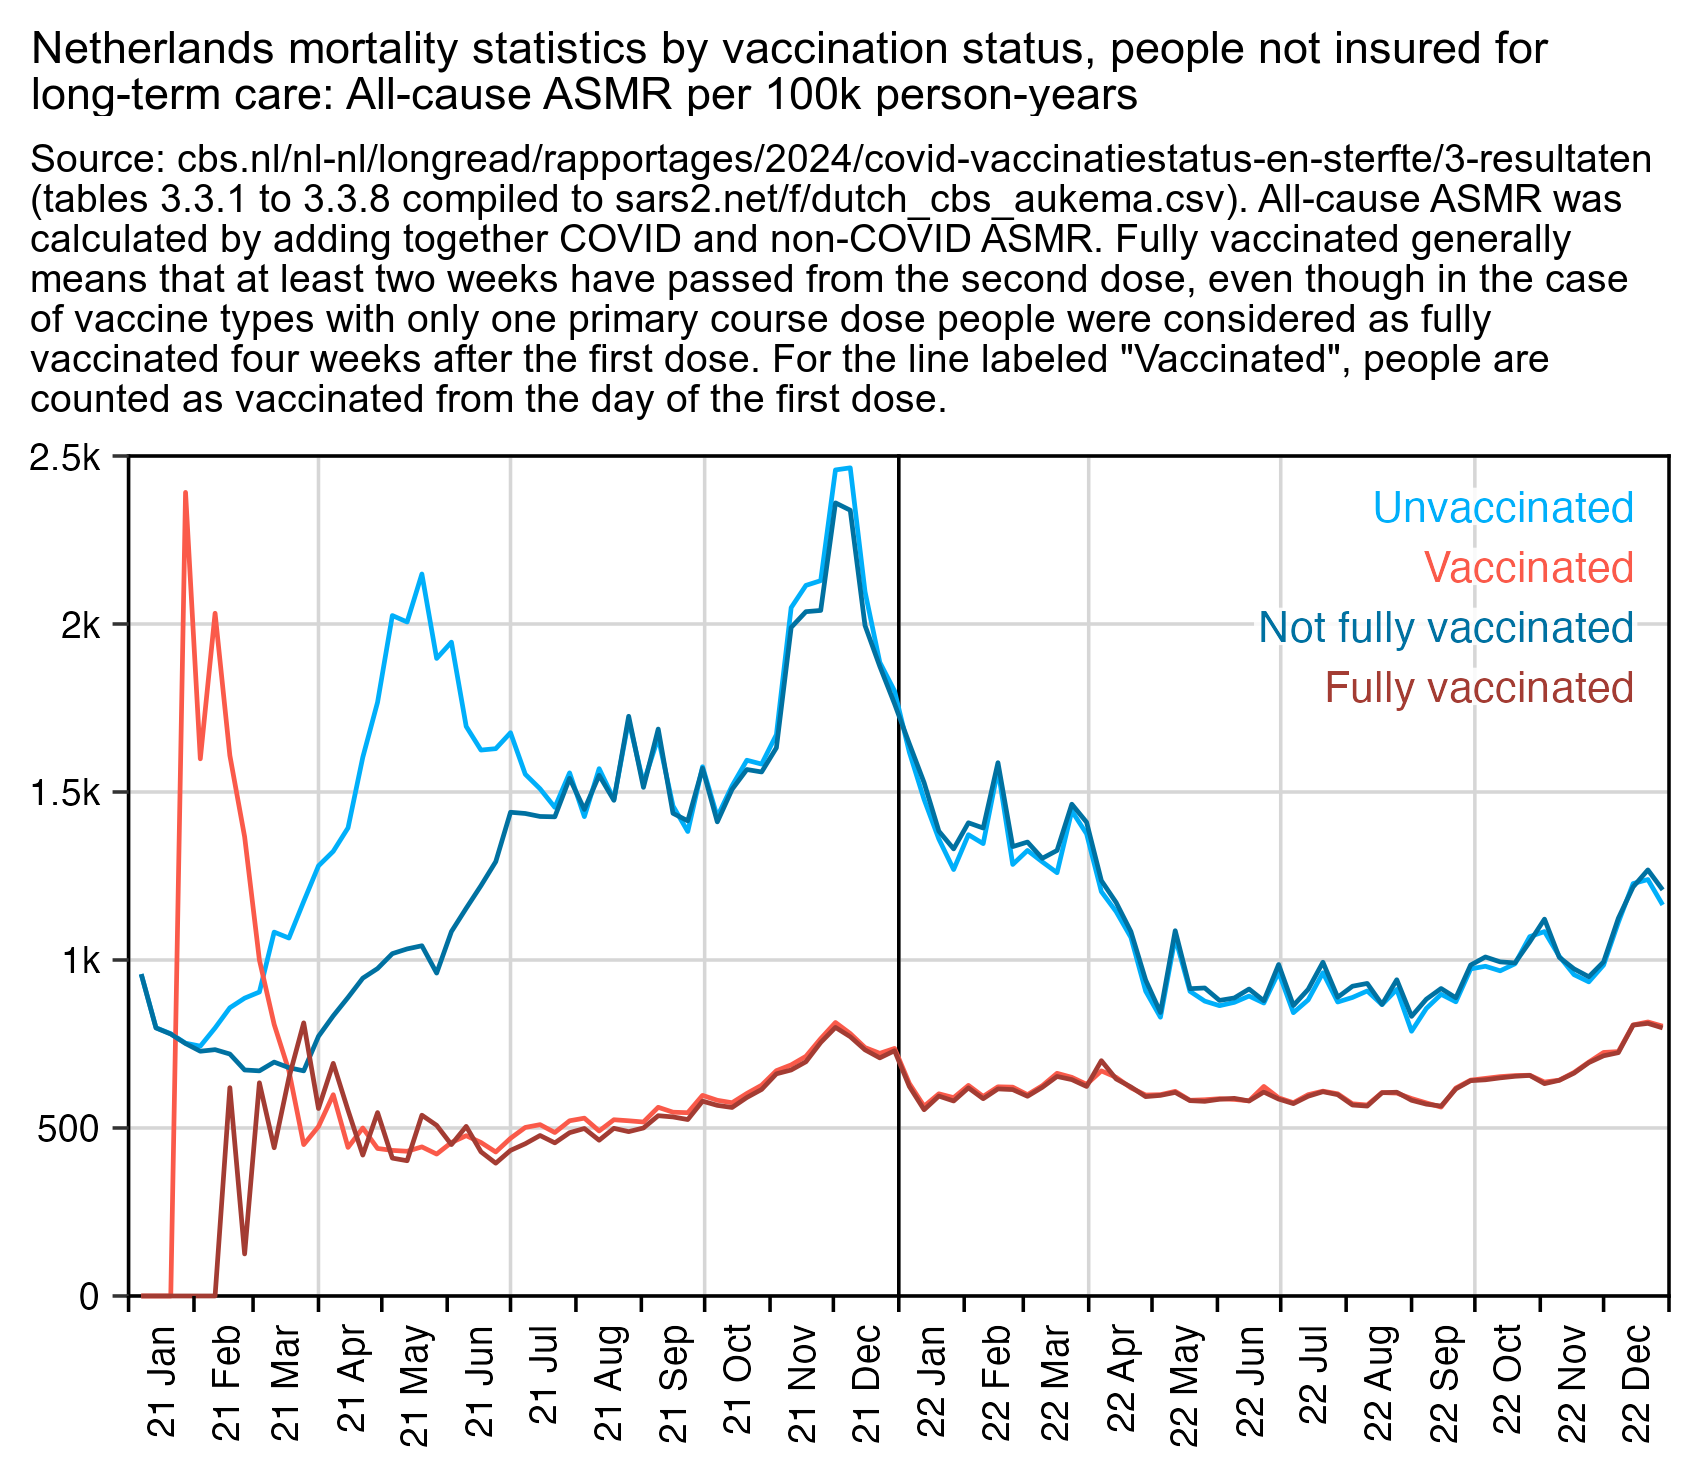 Netherlands mortality statistics by vaccination status, people not insured for
long-term care: All-cause ASMR per 100k person-years
Source: cbs.nl/nl-nl/longread/rapportages/2024/covid-vaccinatiestatus-en-sterfte/3-resultaten
(tables 3.3.1 to 3.3.8 compiled to sars2.net/f/dutch_cbs_aukema.csv). All-cause ASMR was
calculated by adding together COVID and non-COVID ASMR. Fully vaccinated generally
means that at least two weeks have passed from the second dose, even though in the case
of vaccine types with only one primary course dose people were considered as fully
vaccinated four weeks after the first dose. For the line labeled "Vaccinated", people are
counted as vaccinated from the day of the first dose.
2.5k
2k
1.5k
1k
500
0
Unvaccinated
Vaccinated
Not fully vaccinated
Fully vaccinated
21 Jan
21 Feb
21 Mar
21 Apr
21 May
21 Jun
21 Jul
21 Aug
21 Sep
21 Oct
21 Nov
21 Dec
22 Jan
22 Feb
22 Mar
22 Apr
22 May
22 Jun
22 Jul
22 Aug
22 Sep
22 Oct
22 Nov
22 Dec